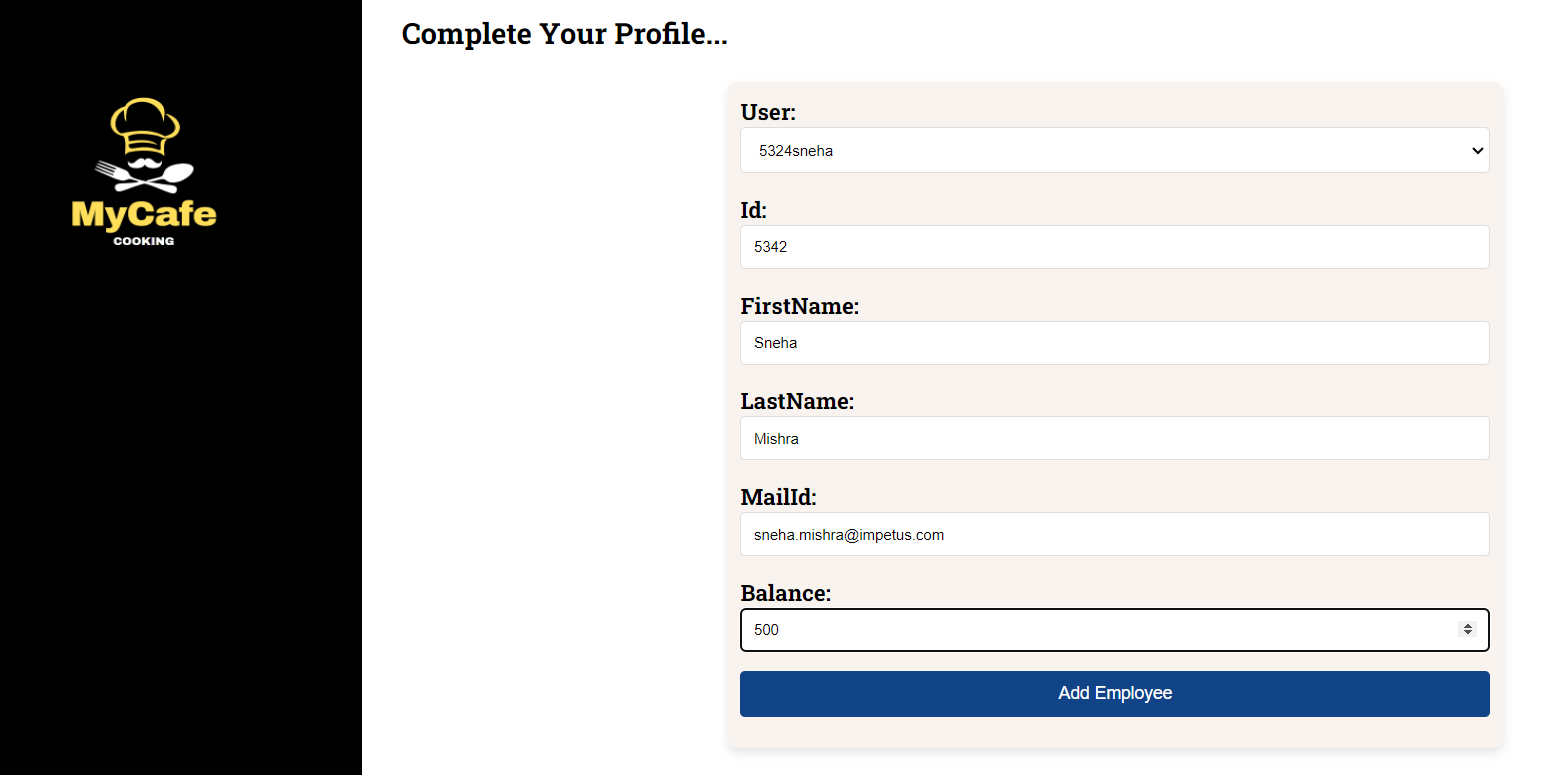 MyCafe
COOKING
Complete Your Profile...
User:
5324sneha
Id:
5342
FirstName:
Sneha
LastName:
Mishra
MailId:
sneha.mishra@impetus.com
Balance:
500
Add Employee